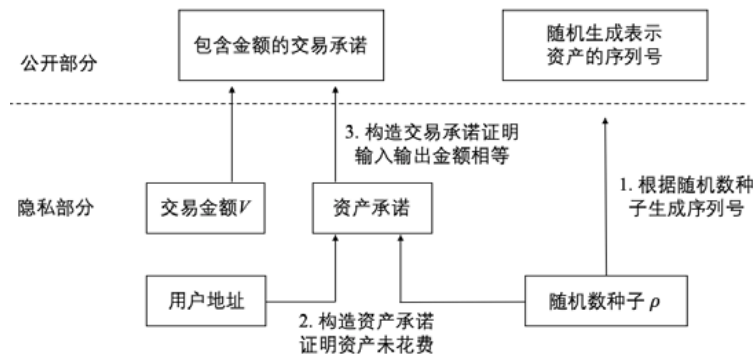 公开部分
包含金额的交易承诺
随机生成表示
资产的序列号
3. 构造交易承诺证明
输入输出金额相等
1. 根据随机数种
子生成序列号
隐私部分
交易金额V
资产承诺
用户地址
随机数种子 ρ
2. 构造资产承诺
证明资产未花费